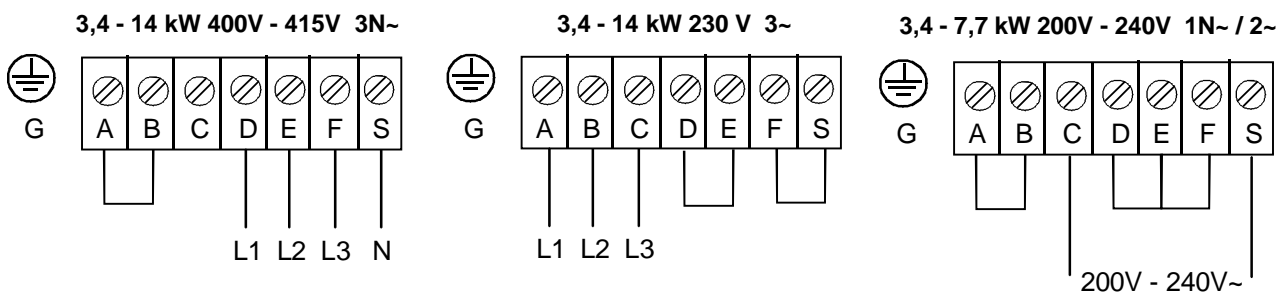 3,4 - 14 kW 400V - 415V 3N~
G
A B C D E F S
L1 L2 L3 N
3,4 - 14 kW 230 V 3~
G
A B C D E F S
L1 L2 L3
3,4 - 7,7 kW 200V - 240V 1N~ / 2~
G
A B C D E F S
200V - 240V~